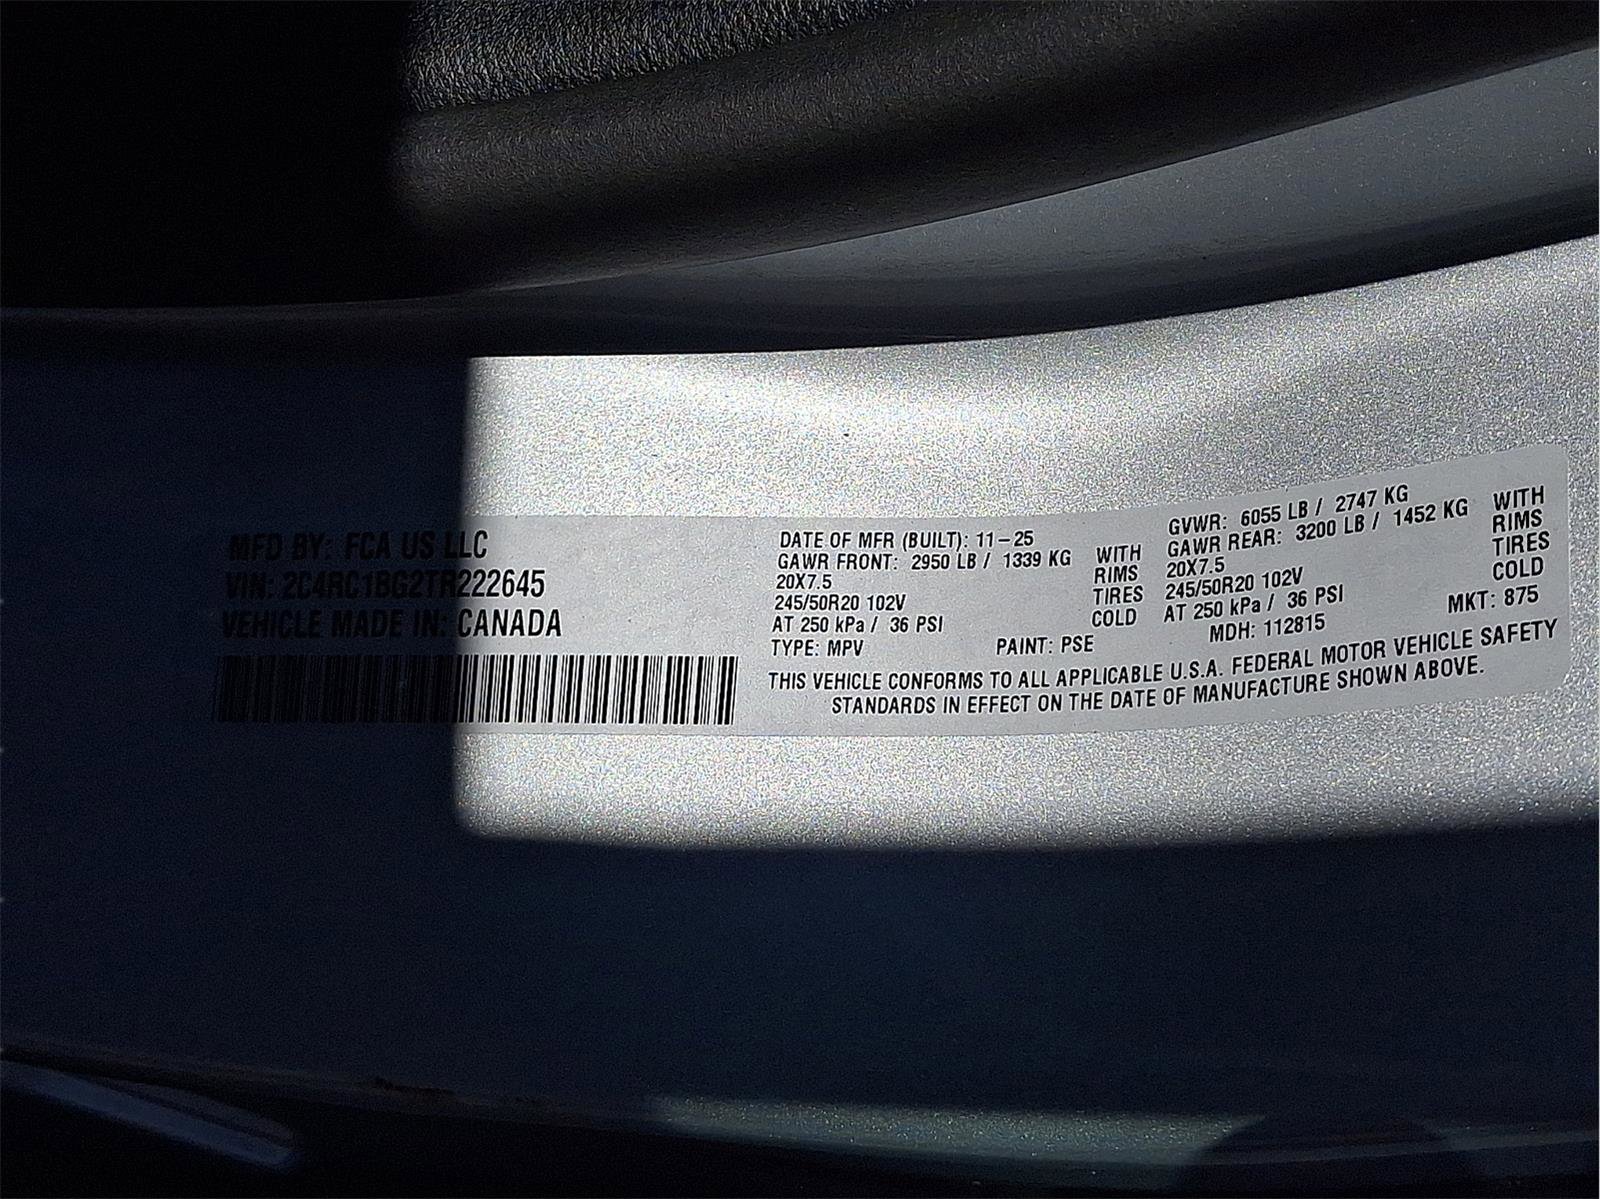 MFD BY: FCA US LLC
VIN: 2C4RC1BG2TR222645
VEHICLE MADE IN: CANADA
DATE OF MFR (BUILT): 11-25
GAWR FRONT: 2950 LB / 1339 KG WITH
20X7.5 RIMS
245/50R20 102V TIRES
AT 250 kPa / 36 PSI COLD
TYPE: MPV PAINT: PSE
GVWR: 6055 LB / 2747 KG
GAWR REAR: 3200 LB / 1452 KG WITH
20X7.5 RIMS
245/50R20 102V TIRES
AT 250 kPa / 36 PSI COLD
MDH: 112815 MKT: 875
THIS VEHICLE CONFORMS TO ALL APPLICABLE U.S.A. FEDERAL MOTOR VEHICLE SAFETY
STANDARDS IN EFFECT ON THE DATE OF MANUFACTURE SHOWN ABOVE.